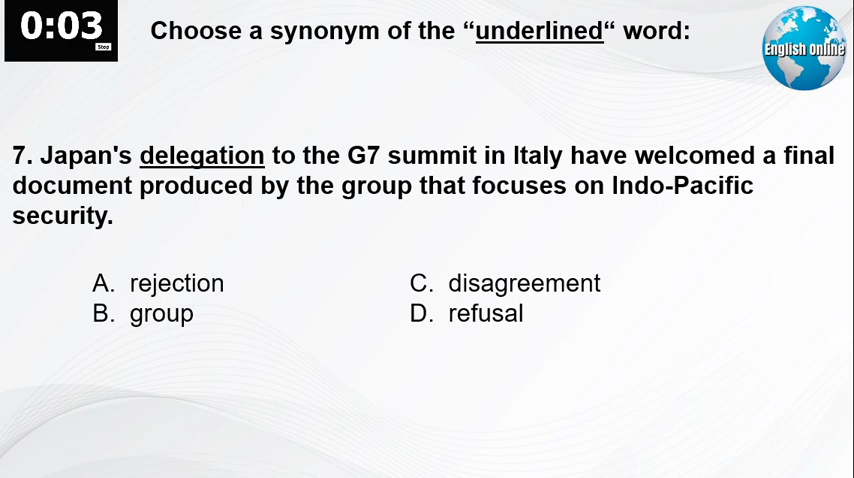 0:03
Stop
Choose a synonym of the “underlined“ word:
English Online
7. Japan's delegation to the G7 summit in Italy have welcomed a final
document produced by the group that focuses on Indo-Pacific
security.
A. rejection
B. group
C. disagreement
D. refusal